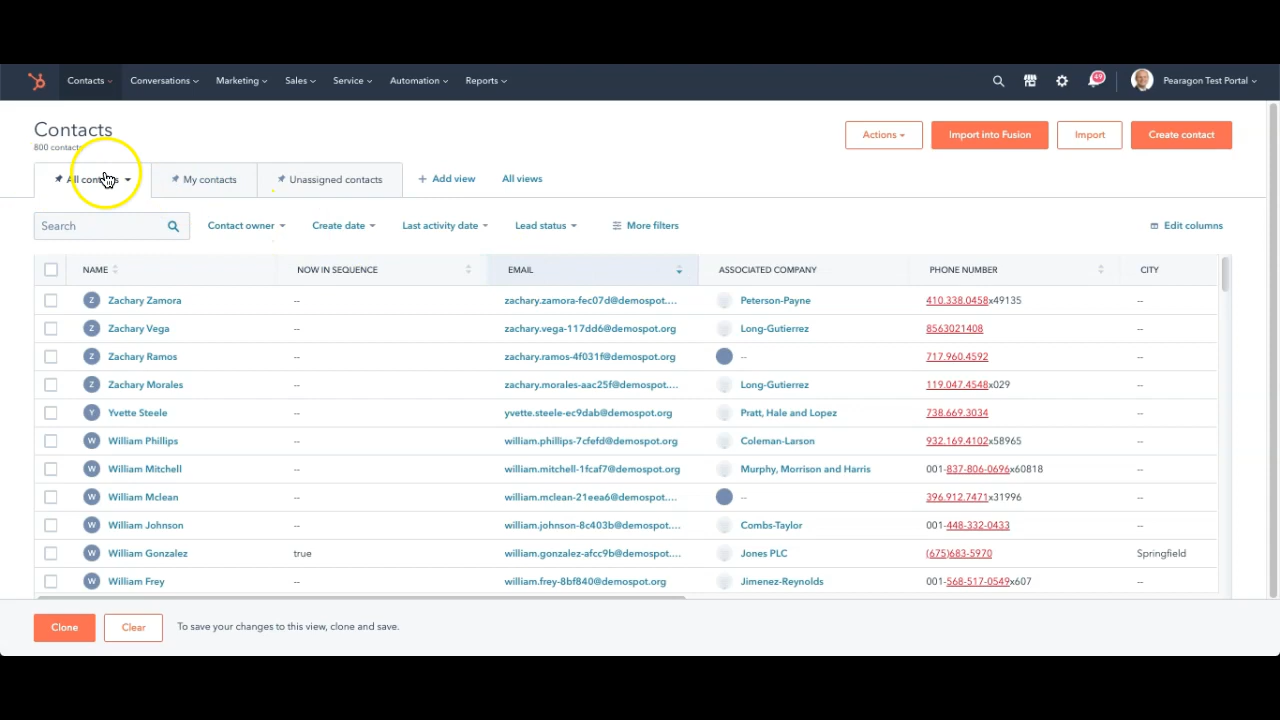 Contacts Conversations Marketing Sales Service Automation Reports 49 Pearagon Test Portal
Contacts
800 contacts
Actions Import into Fusion Import Create contact
All My contacts Unassigned contacts + Add view All views
Search Contact owner Create date Last activity date Lead status More filters Edit columns
NAME NOW IN SEQUENCE EMAIL ASSOCIATED COMPANY PHONE NUMBER CITY
Z Zachary Zamora -- zachary.zamora-fec07d@demospot.... Peterson-Payne 410.338.0458x49135 --
Z Zachary Vega -- zachary.vega-117dd6@demospot.org Long-Gutierrez 8563021408 --
Z Zachary Ramos -- zachary.ramos-4f031f@demospot.org -- 717.960.4592 --
Z Zachary Morales -- zachary.morales-aac25f@demospot.... Long-Gutierrez 119.047.4548x029 --
Y Yvette Steele -- yvette.steele-ec9dab@demospot.org Pratt, Hale and Lopez 738.669.3034 --
W William Phillips -- william.phillips-7cfefd@demospot.org Coleman-Larson 932.169.4102x58965 --
W William Mitchell -- william.mitchell-1fcaf7@demospot.org Murphy, Morrison and Harris 001-837-806-0696x60818 --
W William Mclean -- william.mclean-21eea6@demospot.org -- 396.912.7471x31996 --
W William Johnson -- william.johnson-8c403b@demospot.... Combs-Taylor 001-448-332-0433 --
W William Gonzalez true william.gonzalez-afcc9b@demospot.... Jones PLC (675)683-5970 Springfield
W William Frey -- william.frey-8bf840@demospot.org Jimenez-Reynolds 001-568-517-0549x607 --
Clone Clear To save your changes to this view, clone and save.